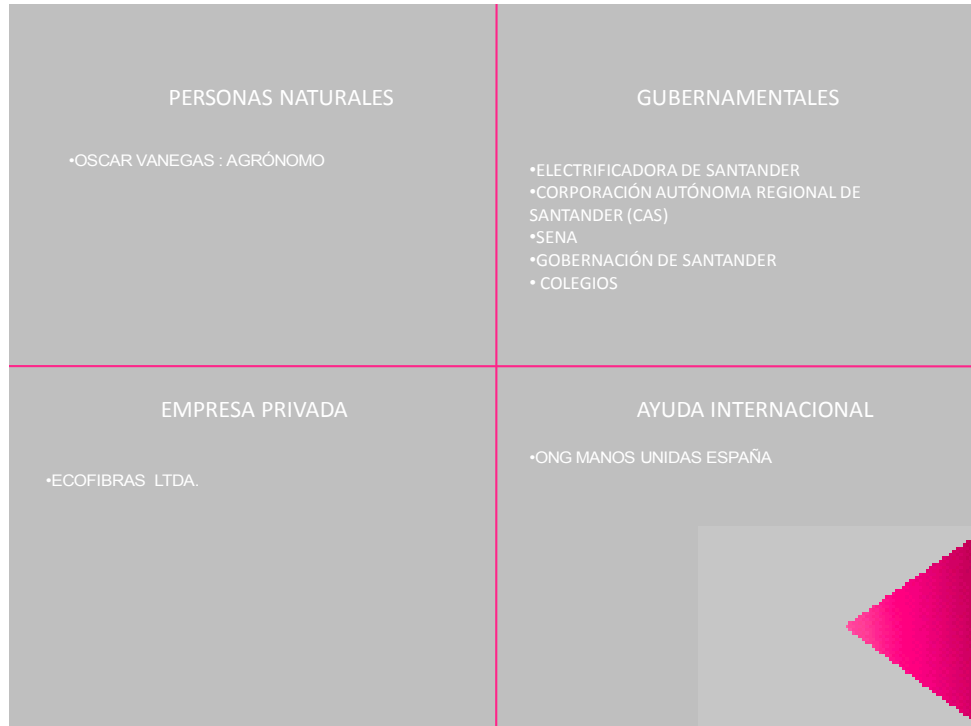 PERSONAS NATURALES
•OSCAR VANEGAS : AGRÓNOMO
GUBERNAMENTALES
•ELECTRIFICADORA DE SANTANDER
•CORPORACIÓN AUTÓNOMA REGIONAL DE
SANTANDER (CAS)
•SENA
•GOBERNACIÓN DE SANTANDER
• COLEGIOS
EMPRESA PRIVADA
•ECOFIBRAS LTDA.
AYUDA INTERNACIONAL
•ONG MANOS UNIDAS ESPAÑA